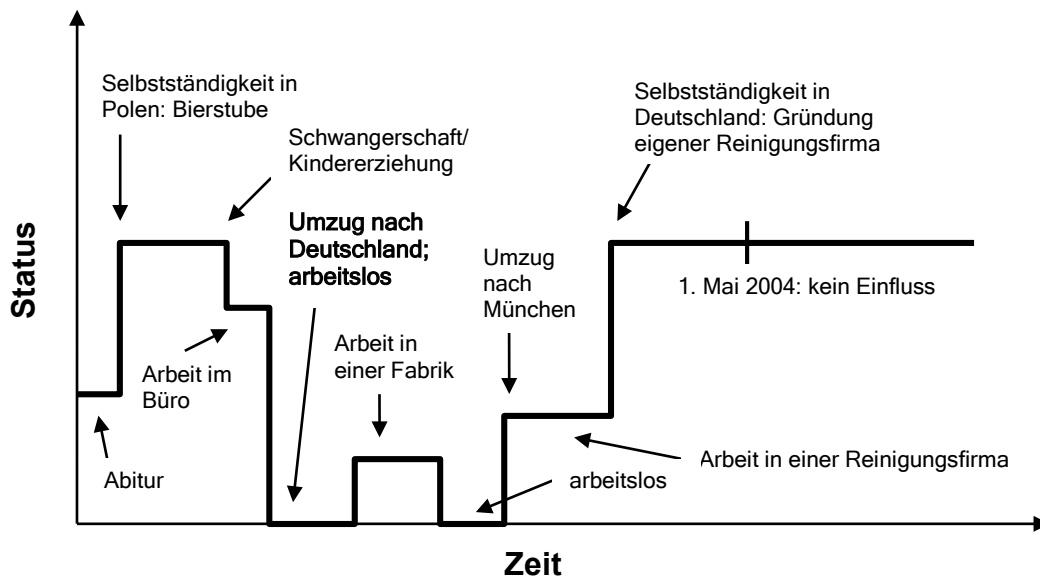 Selbstständigkeit in
Polen: Bierstube
Schwangerschaft/
Kindererziehung
Umzug nach
Deutschland;
arbeitslos
Selbstständigkeit in
Deutschland: Gründung
eigener Reinigungsfirma
Umzug
nach
München
1. Mai 2004: kein Einfluss
Arbeit in
einer Fabrik
Arbeit im
Büro
Abitur
Arbeit in einer Reinigungsfirma
arbeitslos
Status
Zeit